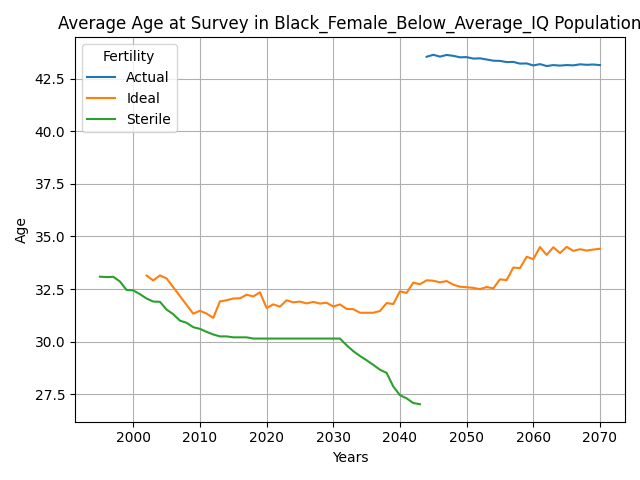 Average Age at Survey in Black_Female_Below_Average_IQ Population
Fertility
Actual
Ideal
Sterile
Age
42.5
40.0
37.5
35.0
32.5
30.0
27.5
2000 2010 2020 2030 2040 2050 2060 2070
Years